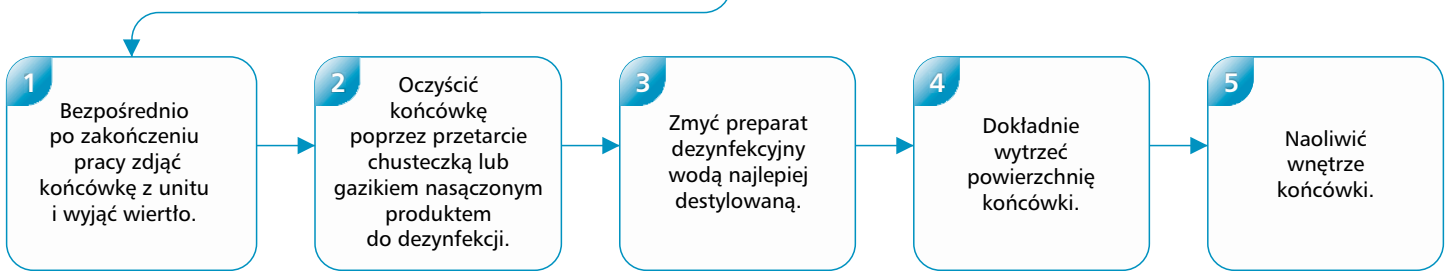 1
Bezpośrednio
po zakończeniu
pracy zdjąć
końcówkę z unitu
i wyjąć wiertło.
2
Oczyścić
końcówkę
poprzez przetarcie
chusteczką lub
gazikiem nasączonym
produktem
do dezynfekcji.
3
Zmyć preparat
dezynfekcyjny
wodą najlepiej
destylowaną.
4
Dokładnie
wytrzeć
powierzchnię
końcówki.
5
Naoliwić
wnętrze
końcówki.